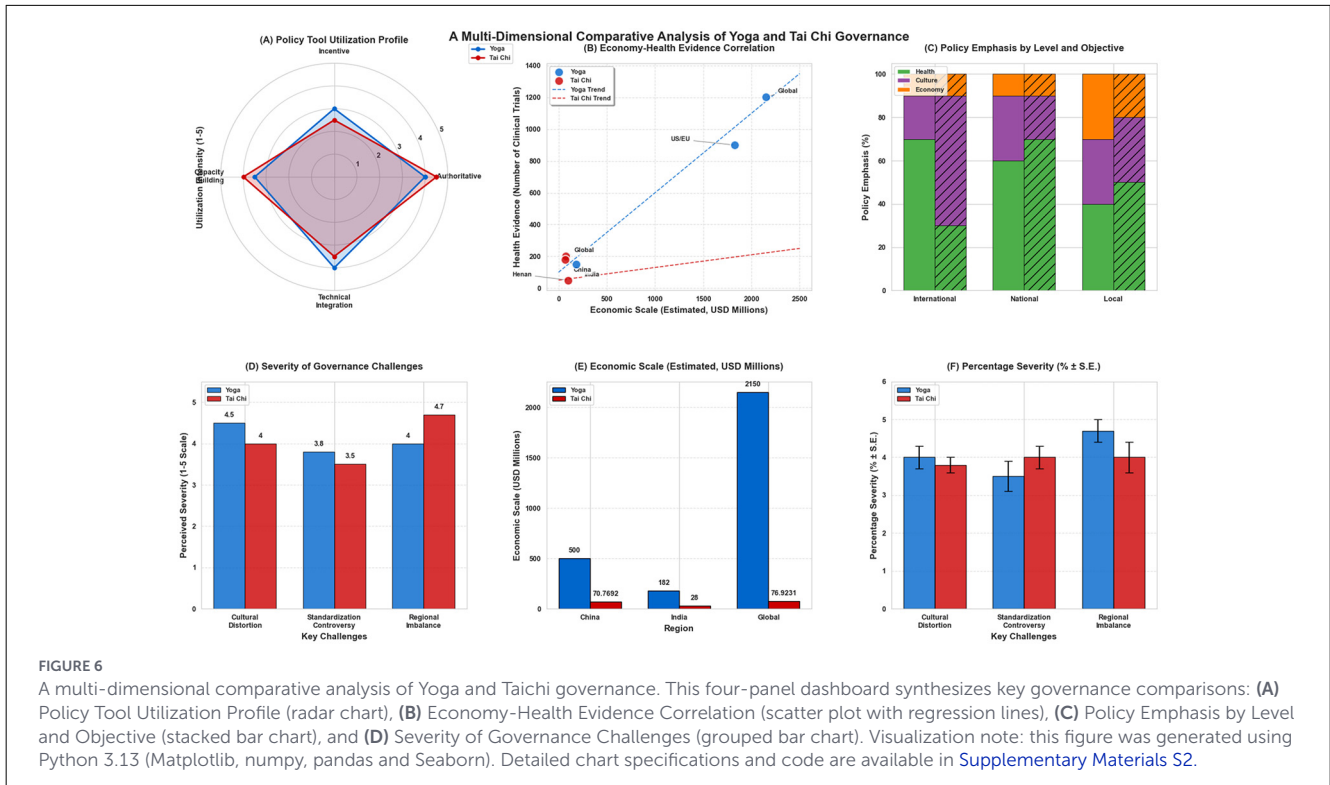 A Multi-Dimensional Comparative Analysis of Yoga and Tai Chi Governance
(A) Policy Tool Utilization Profile
Incentive
Yoga
Tai Chi
5
4
3
2
1
Utilization Intensity (1-5)
Capacity
Building
Authoritative
Technical
Integration
(B) Economy-Health Evidence Correlation
Yoga
Tai Chi
Yoga Trend
Tai Chi Trend
Health Evidence (Number of Clinical Trials)
1400
1200
1000
800
600
400
200
0
Global
US/EU
Global
China
Henan
0
500
1000
1500
2000
2500
Economic Scale (Estimated, USD Millions)
(C) Policy Emphasis by Level and Objective
Health
Culture
Economy
Policy Emphasis (%)
100
80
60
40
20
0
International
National
Local
(D) Severity of Governance Challenges
Yoga
Tai Chi
Perceived Severity (1-5 Scale)
5
4
3
2
1
0
4.5
4
3.8
3.5
4
4.7
Cultural
Distortion
Standardization
Controversy
Regional
Imbalance
Key Challenges
(E) Economic Scale (Estimated, USD Millions)
Yoga
Tai Chi
Economic Scale (USD Millions)
2000
1500
1000
500
0
500
70.7692
182
28
2150
76.9231
China
India
Global
Region
(F) Percentage Severity (% ± S.E.)
Yoga
Tai Chi
Percentage Severity (% ± S.E.)
6
5
4
3
2
1
0
Cultural
Distortion
Standardization
Controversy
Regional
Imbalance
Key Challenges
FIGURE 6
A multi-dimensional comparative analysis of Yoga and Taichi governance. This four-panel dashboard synthesizes key governance comparisons: (A)
Policy Tool Utilization Profile (radar chart), (B) Economy-Health Evidence Correlation (scatter plot with regression lines), (C) Policy Emphasis by Level
and Objective (stacked bar chart), and (D) Severity of Governance Challenges (grouped bar chart). Visualization note: this figure was generated using
Python 3.13 (Matplotlib, numpy, pandas and Seaborn). Detailed chart specifications and code are available in Supplementary Materials S2.